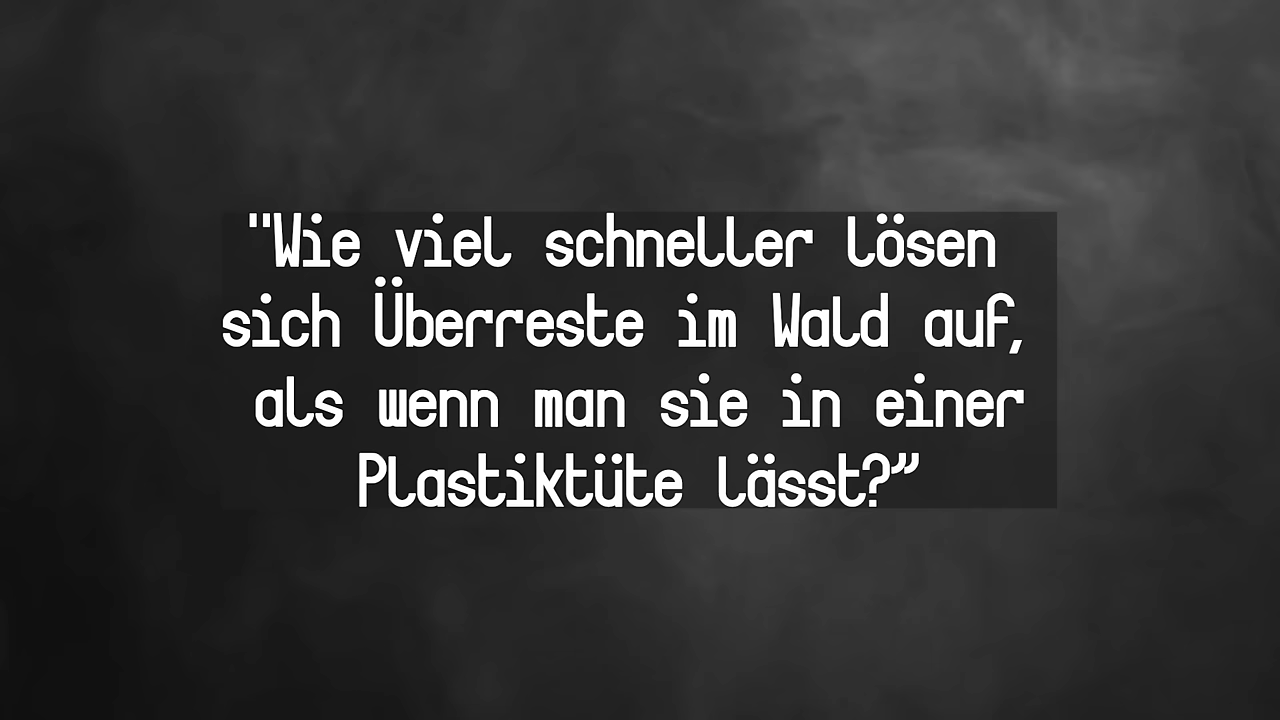 "Wie viel schneller lösen
sich Überreste im Wald auf,
als wenn man sie in einer
Plastiktüte lässt?”